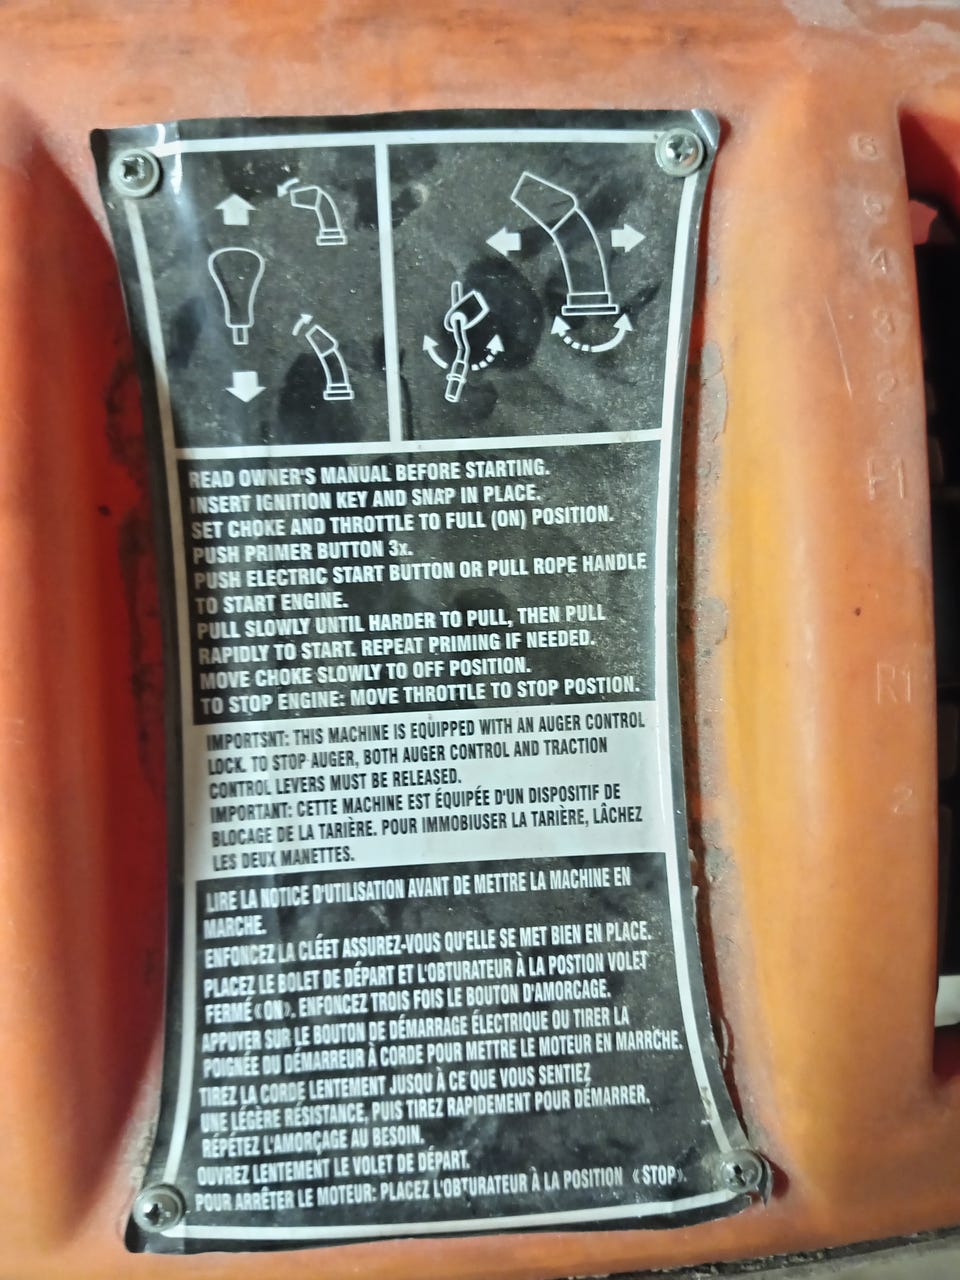 READ OWNER'S MANUAL BEFORE STARTING.
INSERT IGNITION KEY AND SNAP IN PLACE.
SET CHOKE AND THROTTLE TO FULL (ON) POSITION.
PUSH PRIMER BUTTON 3x.
PUSH ELECTRIC START BUTTON OR PULL ROPE HANDLE
TO START ENGINE.
PULL SLOWLY UNTIL HARDER TO PULL, THEN PULL
RAPIDLY TO START. REPEAT PRIMING IF NEEDED.
MOVE CHOKE SLOWLY TO OFF POSITION.
TO STOP ENGINE: MOVE THROTTLE TO STOP POSTION.
IMPORTSNT: THIS MACHINE IS EQUIPPED WITH AN AUGER CONTROL
LOCK. TO STOP AUGER, BOTH AUGER CONTROL AND TRACTION
CONTROL LEVERS MUST BE RELEASED.
IMPORTANT: CETTE MACHINE EST ÉQUIPÉE D'UN DISPOSITIF DE
BLOCAGE DE LA TARIÈRE. POUR IMMOBIUSER LA TARIÈRE, LÂCHEZ
LES DEUX MANETTES.
LIRE LA NOTICE D'UTILISATION AVANT DE METTRE LA MACHINE EN
MARCHE.
ENFONCEZ LA CLÉET ASSUREZ-VOUS QU'ELLE SE MET BIEN EN PLACE.
PLACEZ LE BOLET DE DÉPART ET L'OBTURATEUR À LA POSTION VOLET
FERMÉ «ON». ENFONCEZ TROIS FOIS LE BOUTON D'AMORCAGE.
APPUYER SUR LE BOUTON DE DÉMARRAGE ÉLECTRIQUE OU TIRER LA
POIGNÉE DU DÉMARREUR À CORDE POUR METTRE LE MOTEUR EN MARRCHE.
TIREZ LA CORDE LENTEMENT JUSQU À CE QUE VOUS SENTIEZ
UNE LÉGÈRE RÉSISTANCE, PUIS TIREZ RAPIDEMENT POUR DÉMARRER.
RÉPÉTEZ L'AMORÇAGE AU BESOIN.
OUVREZ LENTEMENT LE VOLET DE DÉPART.
POUR ARRÊTER LE MOTEUR: PLACEZ L'OBTURATEUR À LA POSITION «STOP».
6
5
4
3
2
F1
R1
2